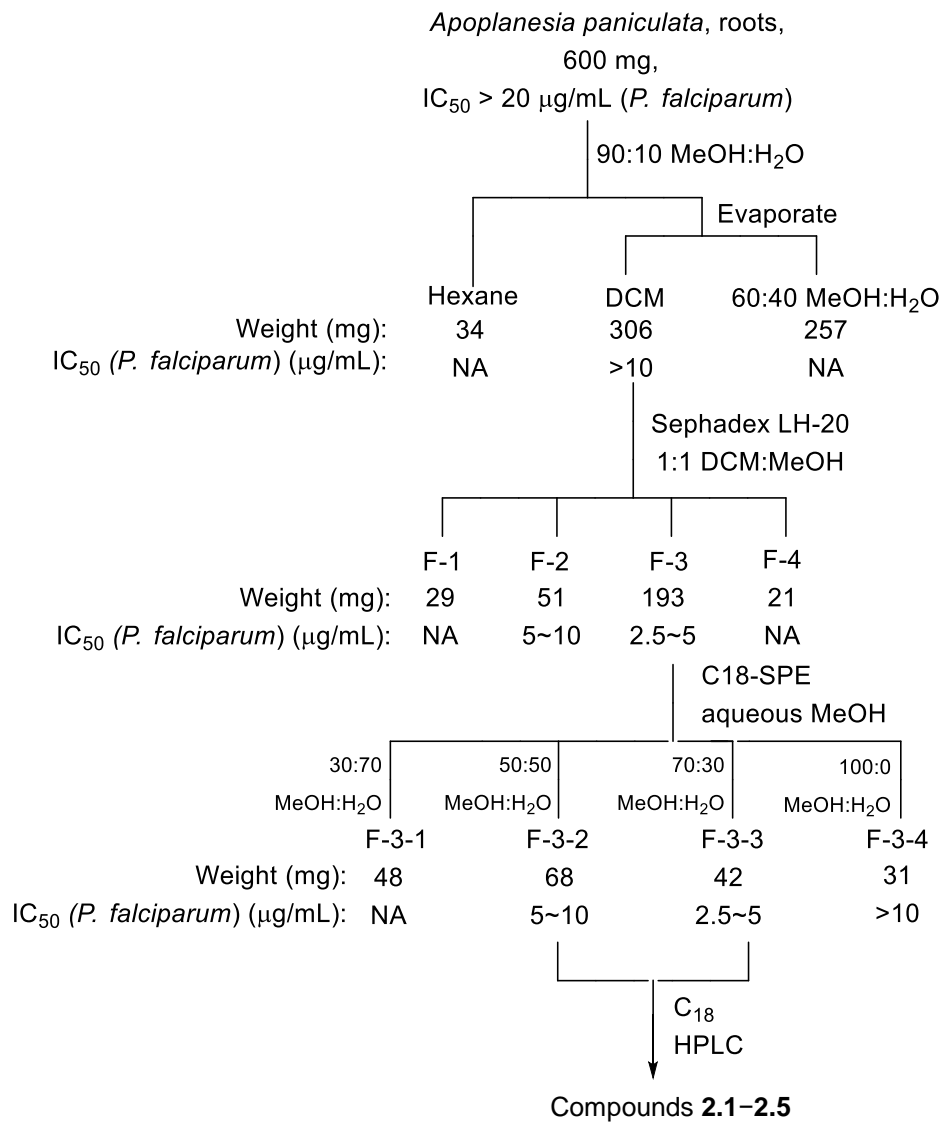 Apoplanesia paniculata, roots,
600 mg,
IC50 > 20 μg/mL (P. falciparum)
90:10 MeOH:H2O
Evaporate
Hexane DCM 60:40 MeOH:H2O
Weight (mg): 34 306 257
IC50 (P. falciparum) (μg/mL): NA >10 NA
Sephadex LH-20
1:1 DCM:MeOH
F-1 F-2 F-3 F-4
Weight (mg): 29 51 193 21
IC50 (P. falciparum) (μg/mL): NA 5~10 2.5~5 NA
C18-SPE
aqueous MeOH
30:70 50:50 70:30 100:0
MeOH:H2O MeOH:H2O MeOH:H2O MeOH:H2O
F-3-1 F-3-2 F-3-3 F-3-4
Weight (mg): 48 68 42 31
IC50 (P. falciparum) (μg/mL): NA 5~10 2.5~5 >10
C18
HPLC
Compounds 2.1−2.5